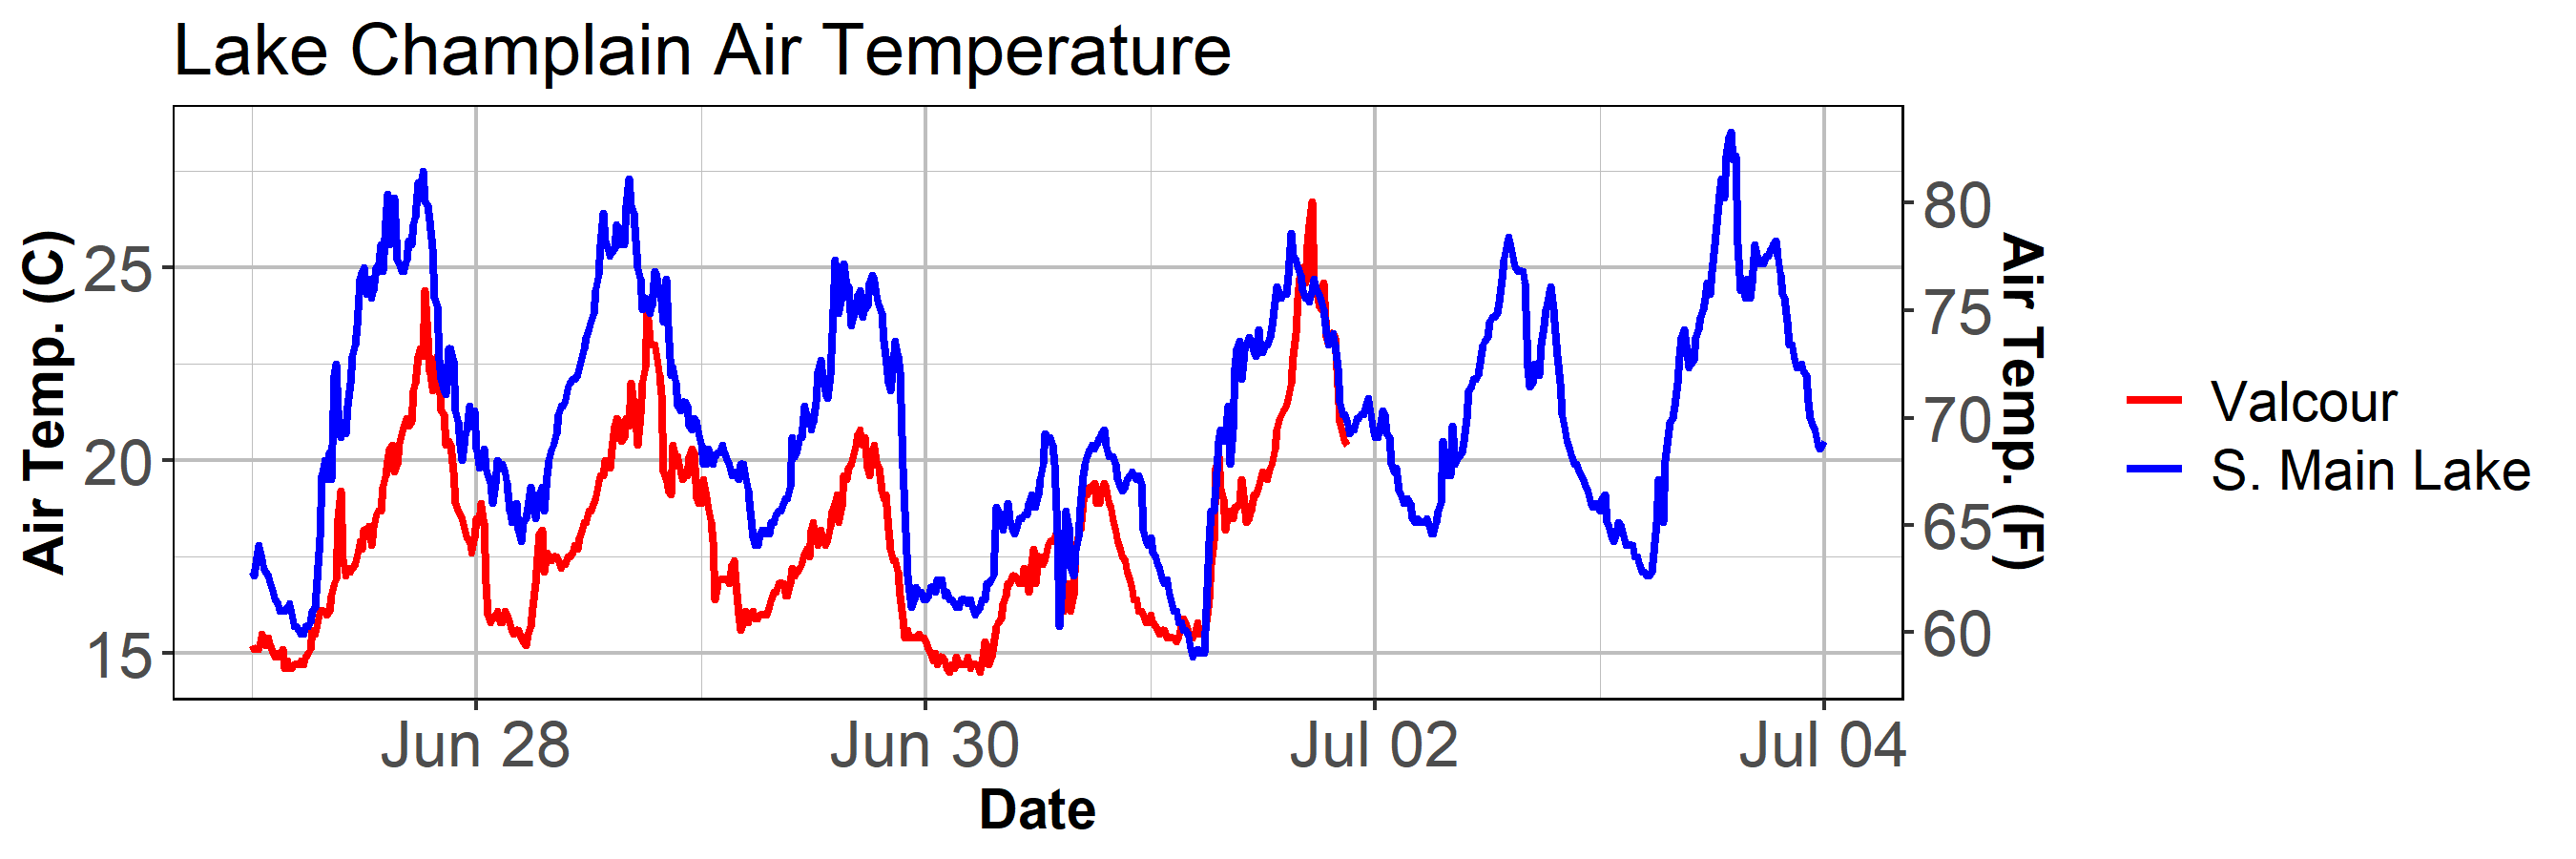 Lake Champlain Air Temperature
Air Temp. (C)
25
20
15
80
75
70
65
60
Air Temp. (F)
Valcour
S. Main Lake
Jun 28
Jun 30
Jul 02
Jul 04
Date